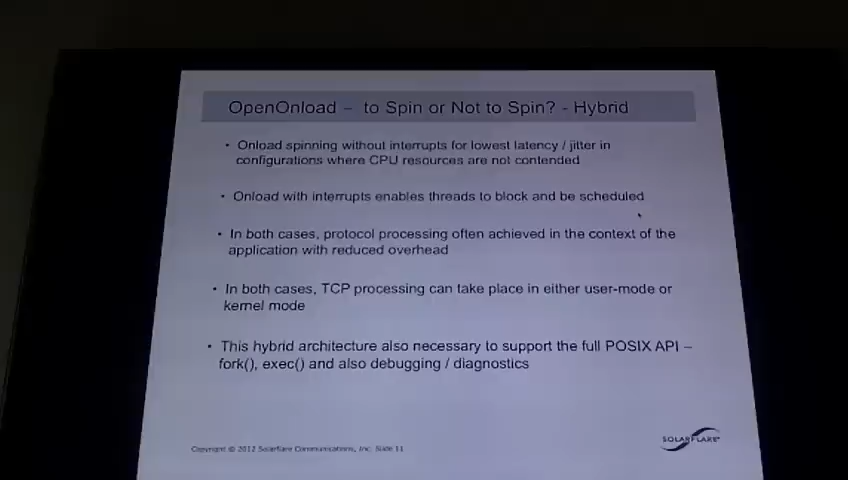 OpenOnload – to Spin or Not to Spin? - Hybrid
• Onload spinning without interrupts for lowest latency / jitter in
configurations where CPU resources are not contended
• Onload with interrupts enables threads to block and be scheduled
• In both cases, protocol processing often achieved in the context of the
application with reduced overhead
• In both cases, TCP processing can take place in either user-mode or
kernel mode
• This hybrid architecture also necessary to support the full POSIX API –
fork(), exec() and also debugging / diagnostics
Copyright © 2012 Solarflare Communications, Inc. Slide 11
SOLARFLARE